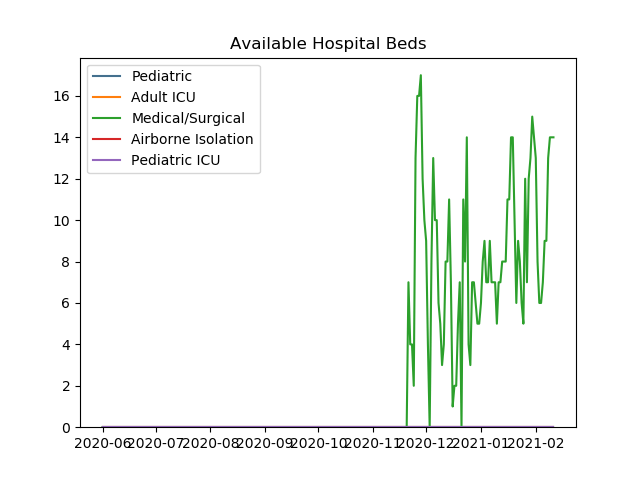 Available Hospital Beds
Pediatric
Adult ICU
Medical/Surgical
Airborne Isolation
Pediatric ICU
16
14
12
10
8
6
4
2
0
2020-06 2020-07 2020-08 2020-09 2020-10 2020-11 2020-12 2021-01 2021-02